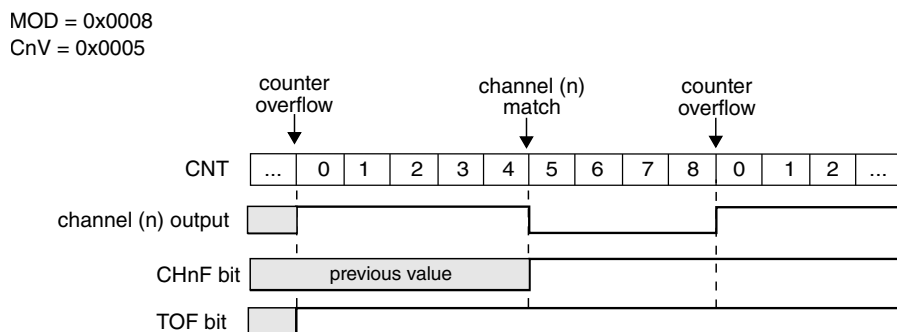 MOD = 0x0008
CnV = 0x0005
counter
overflow
channel (n)
match
counter
overflow
CNT ... 0 1 2 3 4 5 6 7 8 0 1 2 ...
channel (n) output
CHnF bit previous value
TOF bit